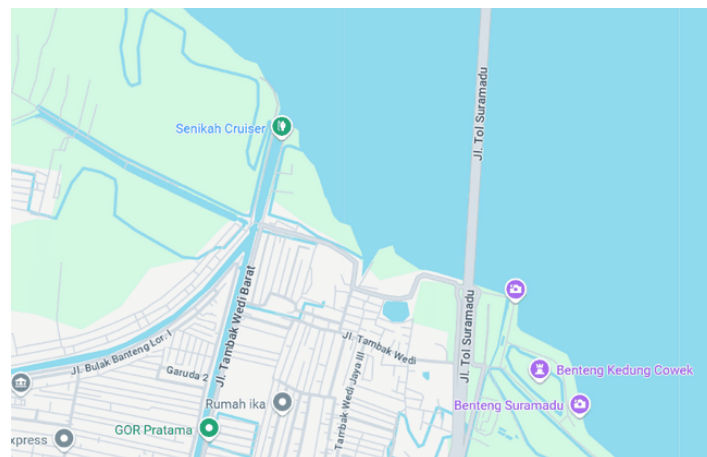 Senikah Cruiser
Jl. Tol Suramadu
Jl. Tambak Wedi Barat
Jl. Tol Suramadu
Jl. Tambak Wedi
Jl. Bulak Banteng Lor. I
Garuda 2
Tambak Wedi Jaya III
Benteng Kedung Cowek
Rumah ika
Benteng Suramadu
GOR Pratama
xpress